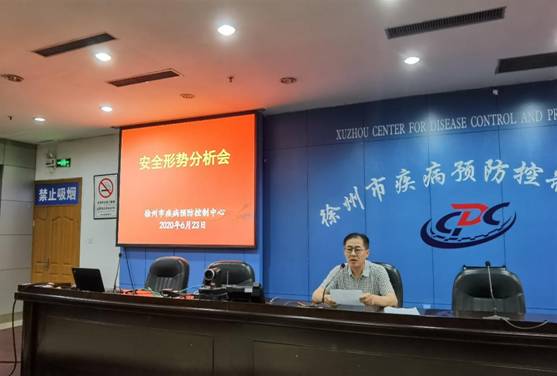 XUZHOU CENTER FOR DISEASE CONTROL AND PR
徐州市疾病预防控
安全形势分析会
徐州市疾病预防控制中心
2020年6月23日
禁止吸烟
CDC